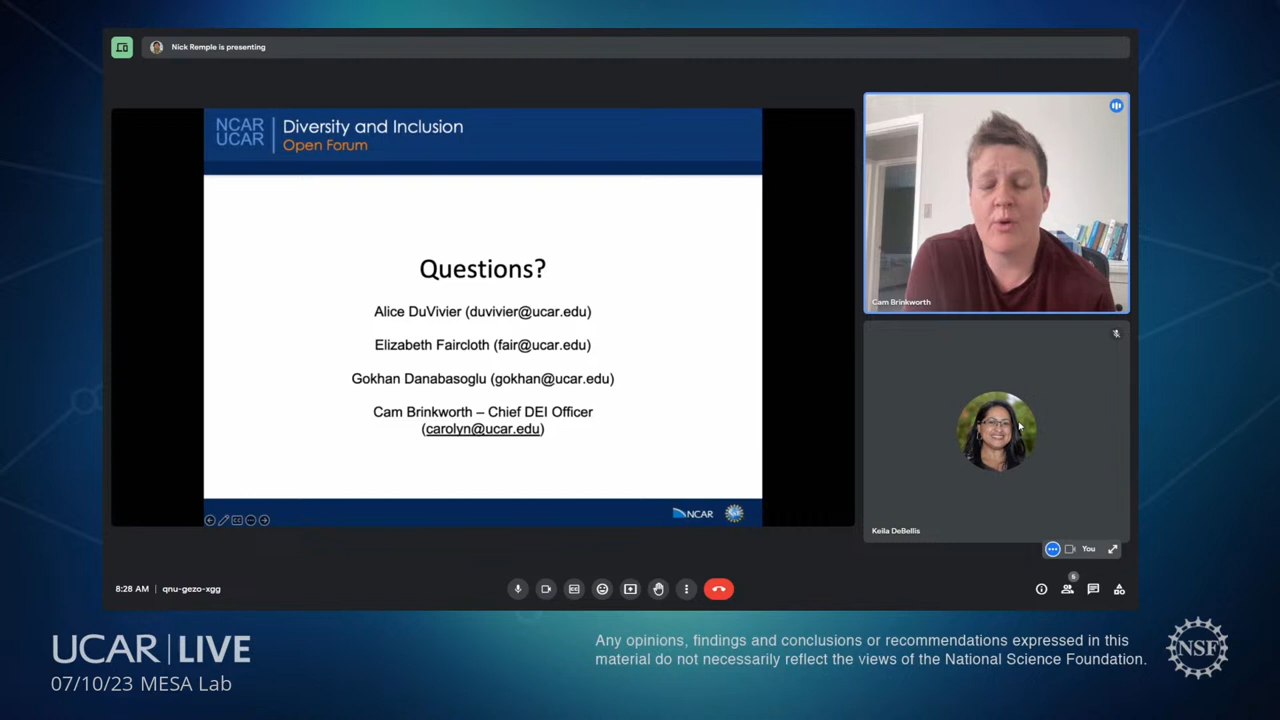 Nick Remple is presenting
NCAR
UCAR
Diversity and Inclusion
Open Forum
Questions?
Alice DuVivier (duvivier@ucar.edu)
Elizabeth Faircloth (fair@ucar.edu)
Gokhan Danabasoglu (gokhan@ucar.edu)
Cam Brinkworth – Chief DEI Officer
(carolyn@ucar.edu)
NCAR
Cam Brinkworth
Keila DeBellis
You
8:28 AM | qnu-gezo-xgg
6
UCAR | LIVE
07/10/23 MESA Lab
Any opinions, findings and conclusions or recommendations expressed in this
material do not necessarily reflect the views of the National Science Foundation.
NSF